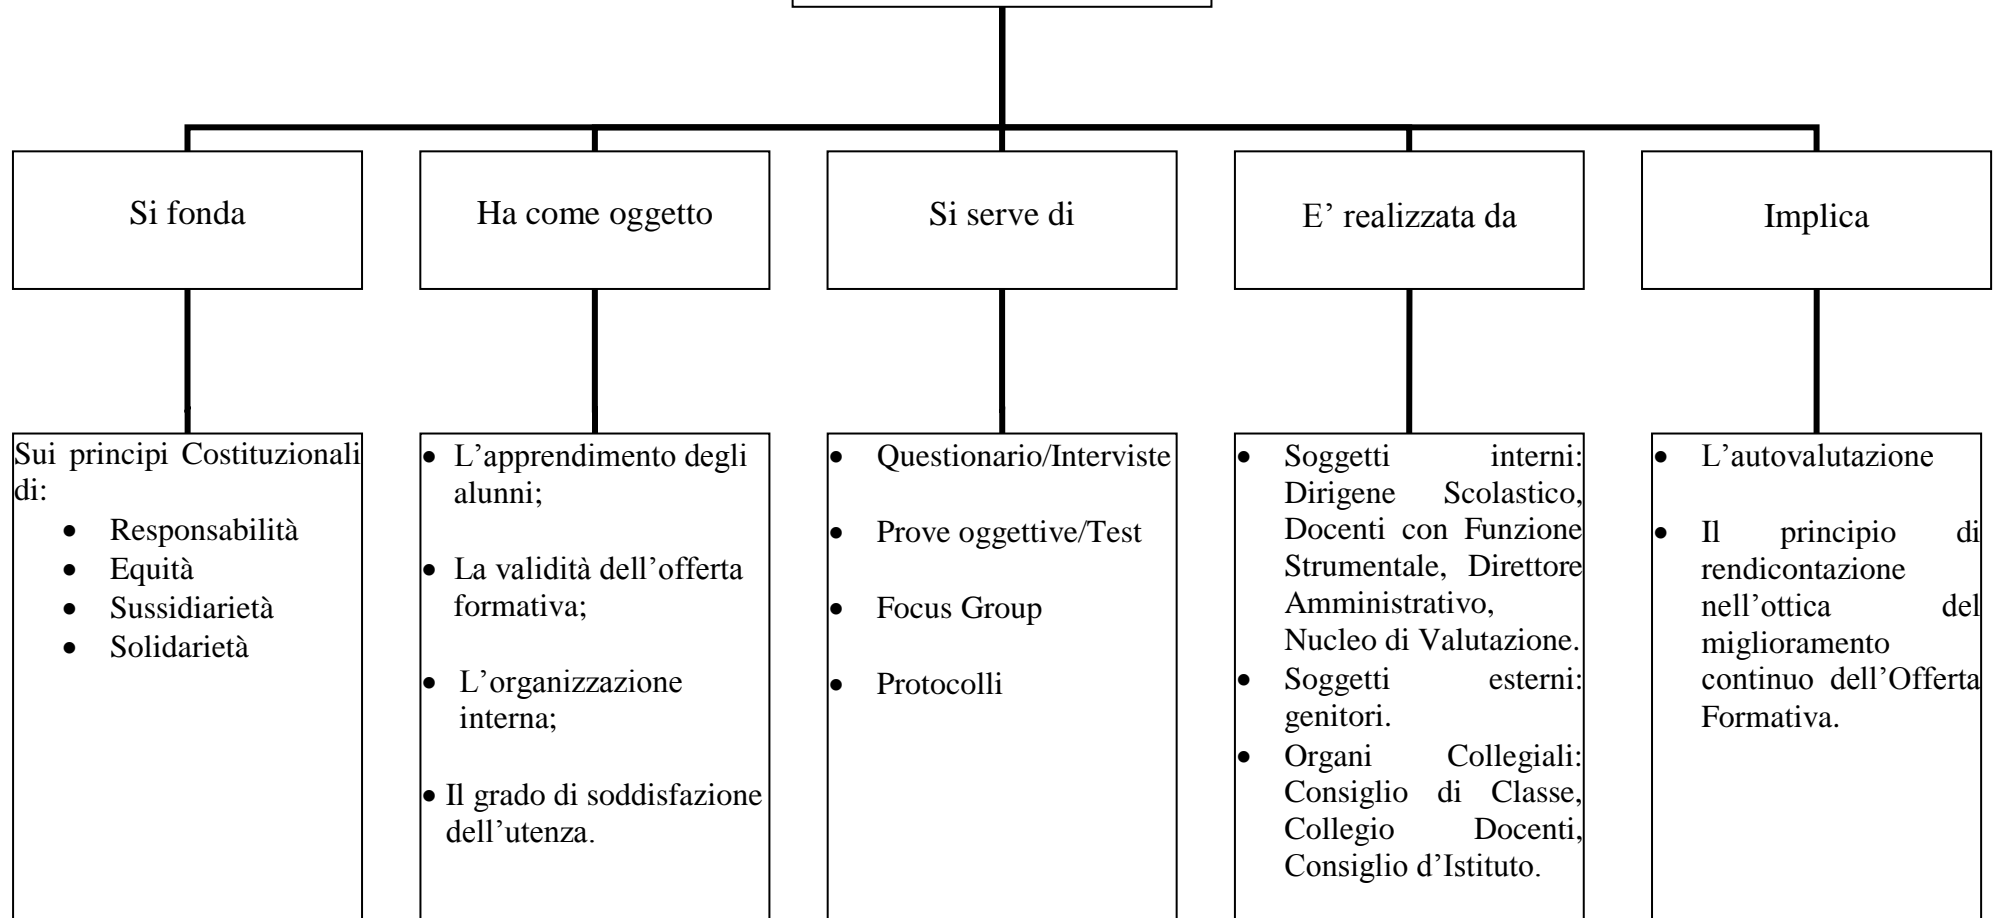 Si fonda
Ha come oggetto
Si serve di
E’ realizzata da
Implica
Sui principi Costituzionali
di:
• Responsabilità
• Equità
• Sussidiarietà
• Solidarietà
• L’apprendimento degli
alunni;
• La validità dell’offerta
formativa;
• L’organizzazione
interna;
• Il grado di soddisfazione
dell’utenza.
• Questionario/Interviste
• Prove oggettive/Test
• Focus Group
• Protocolli
• Soggetti interni:
Dirigene Scolastico,
Docenti con Funzione
Strumentale, Direttore
Amministrativo,
Nucleo di Valutazione.
• Soggetti esterni:
genitori.
• Organi Collegiali:
Consiglio di Classe,
Collegio Docenti,
Consiglio d’Istituto.
• L’autovalutazione
• Il principio di
rendicontazione
nell’ottica del
miglioramento
continuo dell’Offerta
Formativa.